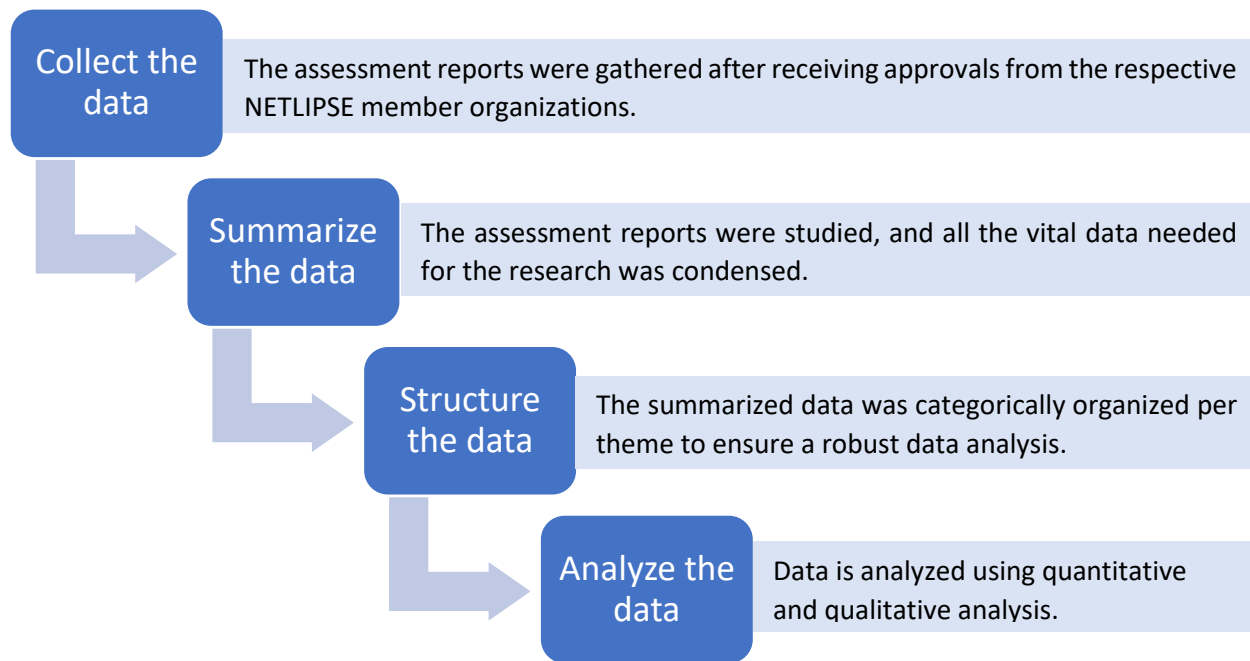 Collect the
data
The assessment reports were gathered after receiving approvals from the respective
NETLIPSE member organizations.
Summarize
the data
The assessment reports were studied, and all the vital data needed
for the research was condensed.
Structure
the data
The summarized data was categorically organized per
theme to ensure a robust data analysis.
Analyze the
data
Data is analyzed using quantitative
and qualitative analysis.